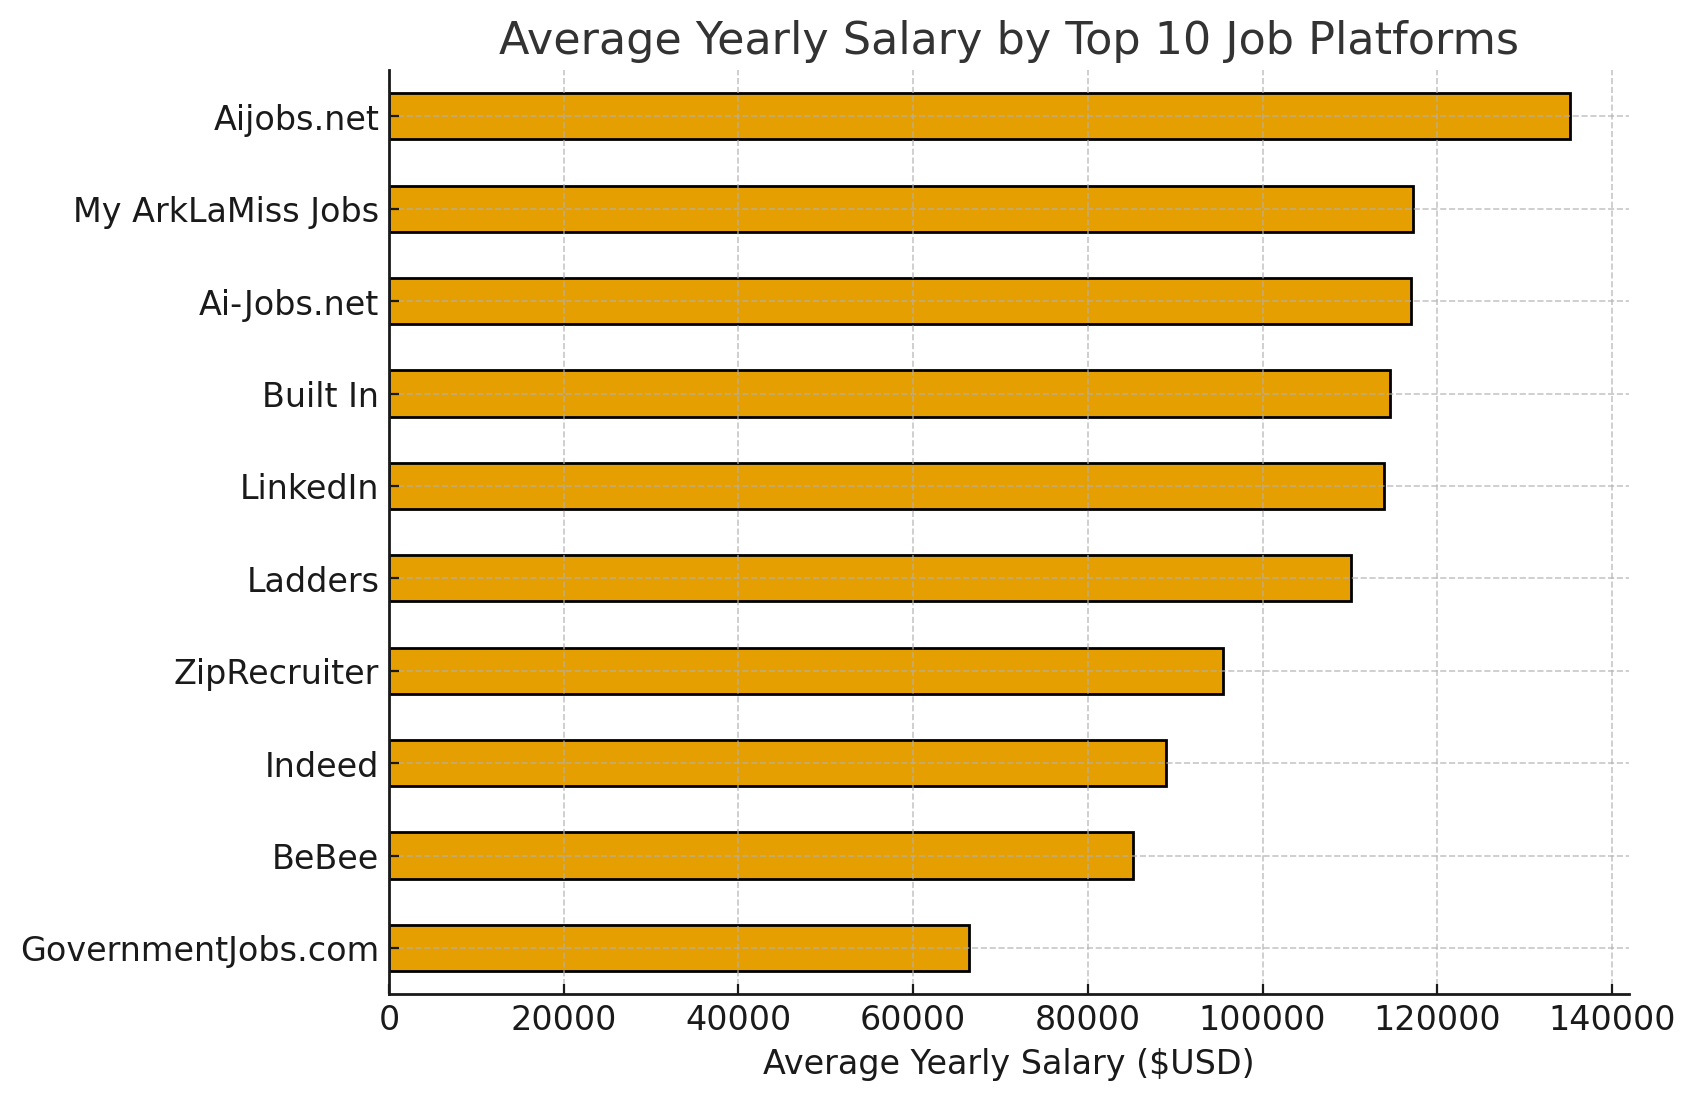 Average Yearly Salary by Top 10 Job Platforms
Aijobs.net
My ArkLaMiss Jobs
Ai-Jobs.net
Built In
LinkedIn
Ladders
ZipRecruiter
Indeed
BeBee
GovernmentJobs.com
0 20000 40000 60000 80000 100000 120000 140000
Average Yearly Salary ($USD)